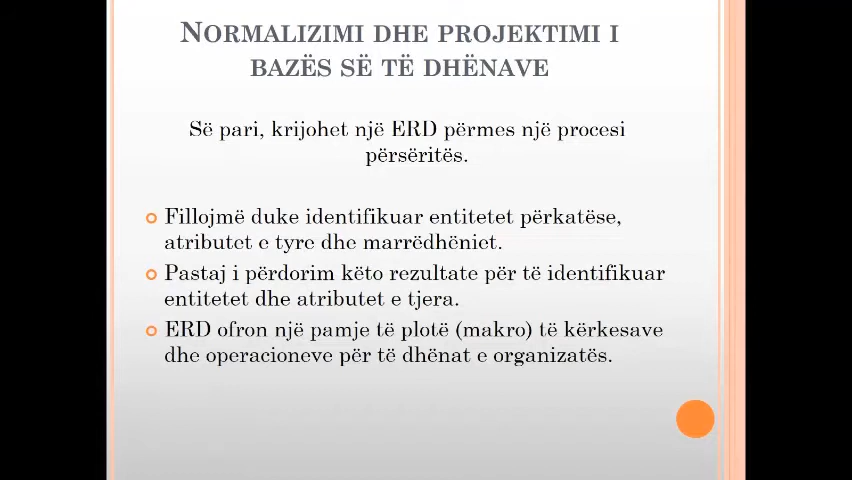 NORMALIZIMI DHE PROJEKTIMI I
BAZËS SË TË DHËNAVE
Së pari, krijohet një ERD përmes një procesi
përsëritës.
Fillojmë duke identifikuar entitetet përkatëse,
atributet e tyre dhe marrëdhëniet.
Pastaj i përdorim këto rezultate për të identifikuar
entitetet dhe atributet e tjera.
ERD ofron një pamje të plotë (makro) të kërkesave
dhe operacioneve për të dhënat e organizatës.